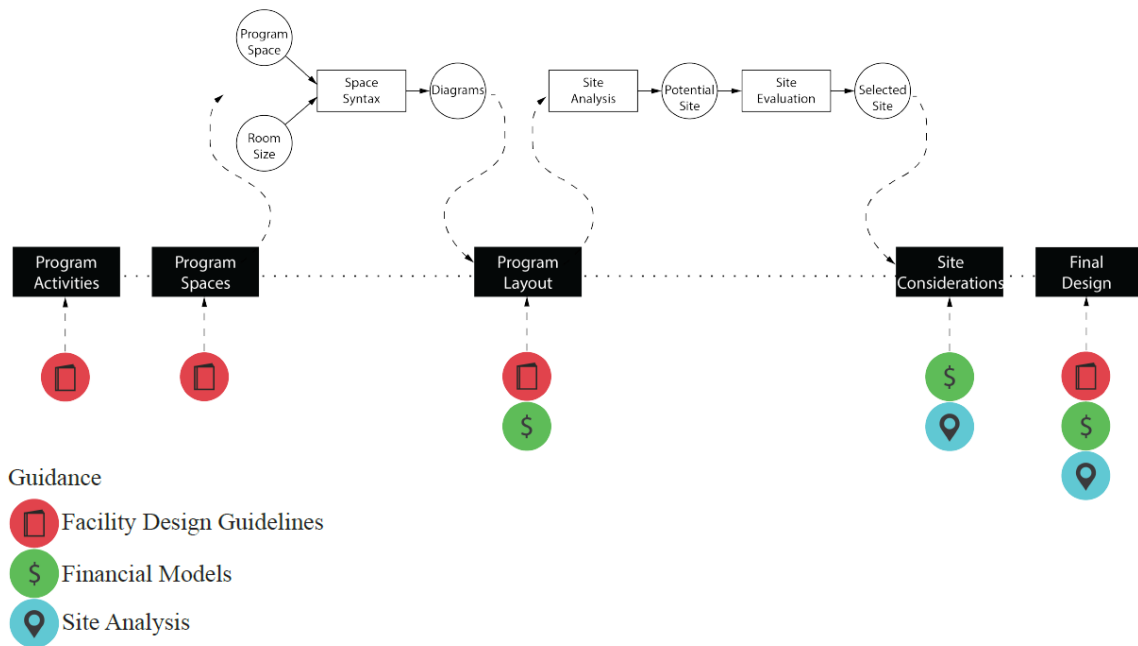 Program
Space
Space
Syntax
Diagrams
Room
Size
Site
Analysis
Potential
Site
Site
Evaluation
Selected
Site
Program
Activities
Program
Spaces
Program
Layout
Site
Considerations
Final
Design
$
$
$
Guidance
Facility Design Guidelines
$ Financial Models
Site Analysis